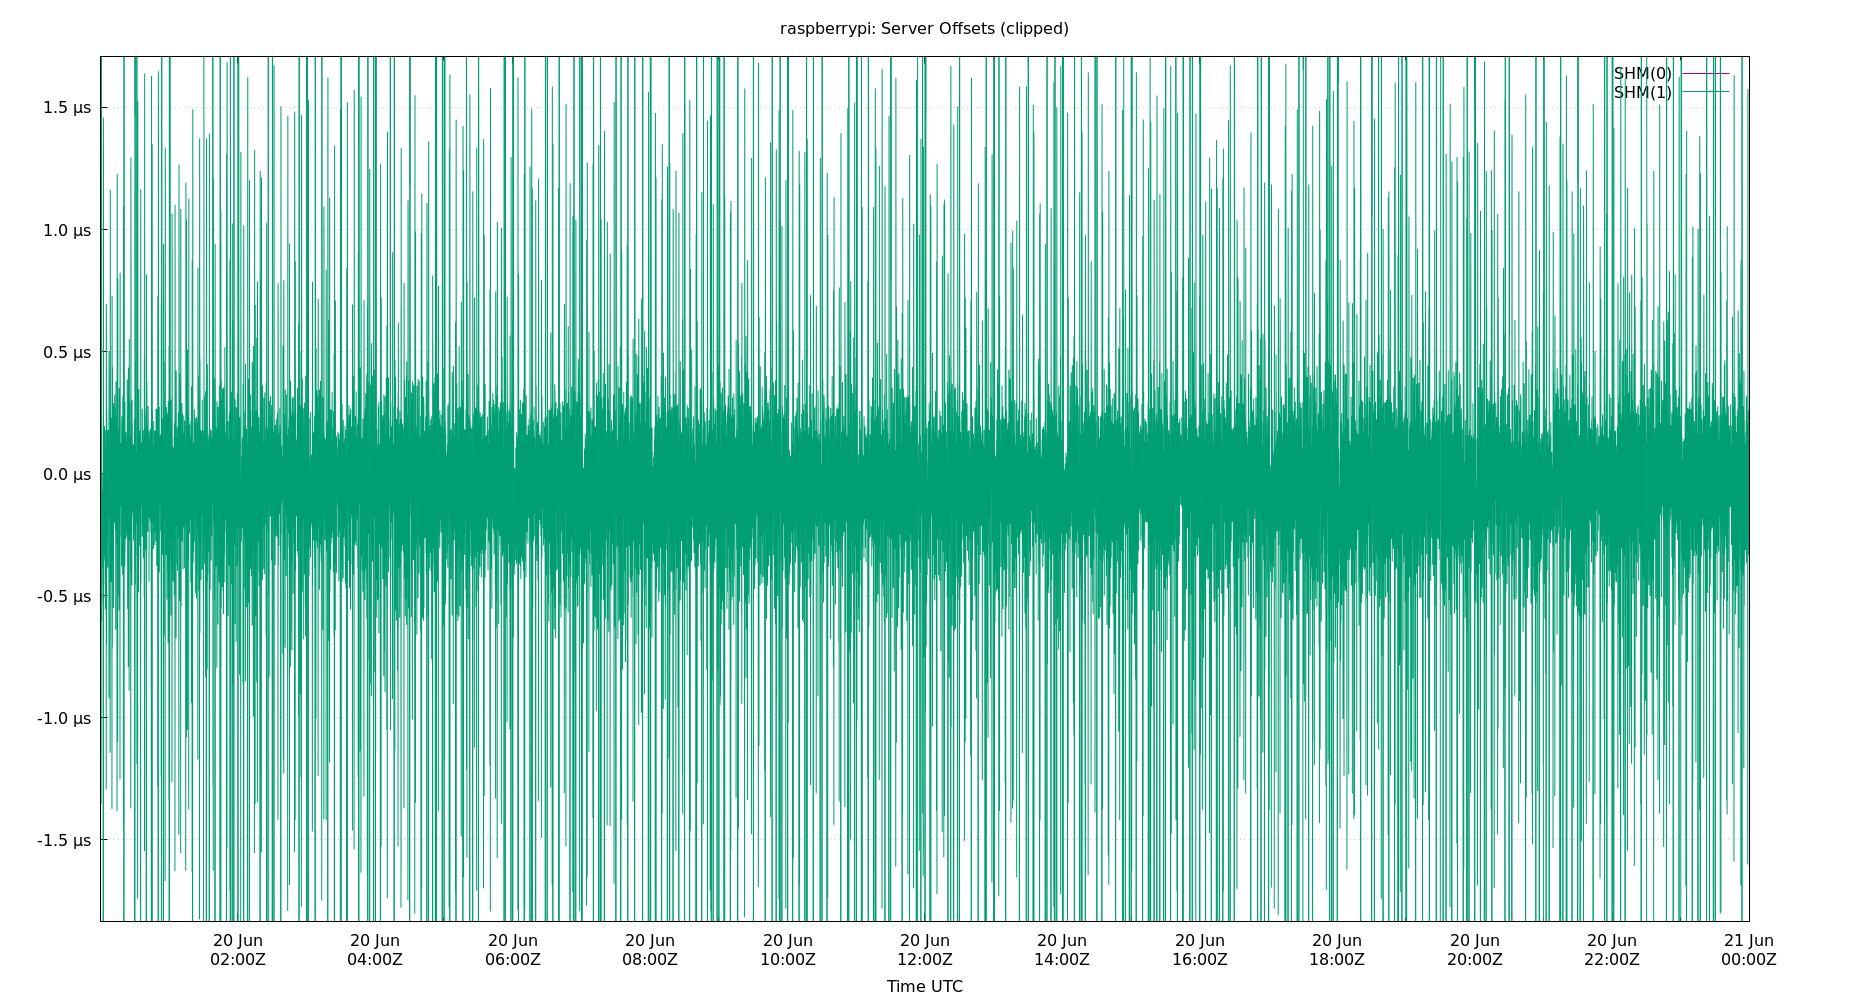 raspberrypi: Server Offsets (clipped)
SHM(0)
SHM(1)
1.5 µs
1.0 µs
0.5 µs
0.0 µs
-0.5 µs
-1.0 µs
-1.5 µs
20 Jun 20 Jun 20 Jun 20 Jun 20 Jun 20 Jun 20 Jun 20 Jun 20 Jun 20 Jun 20 Jun 21 Jun
02:00Z 04:00Z 06:00Z 08:00Z 10:00Z 12:00Z 14:00Z 16:00Z 18:00Z 20:00Z 22:00Z 00:00Z
Time UTC